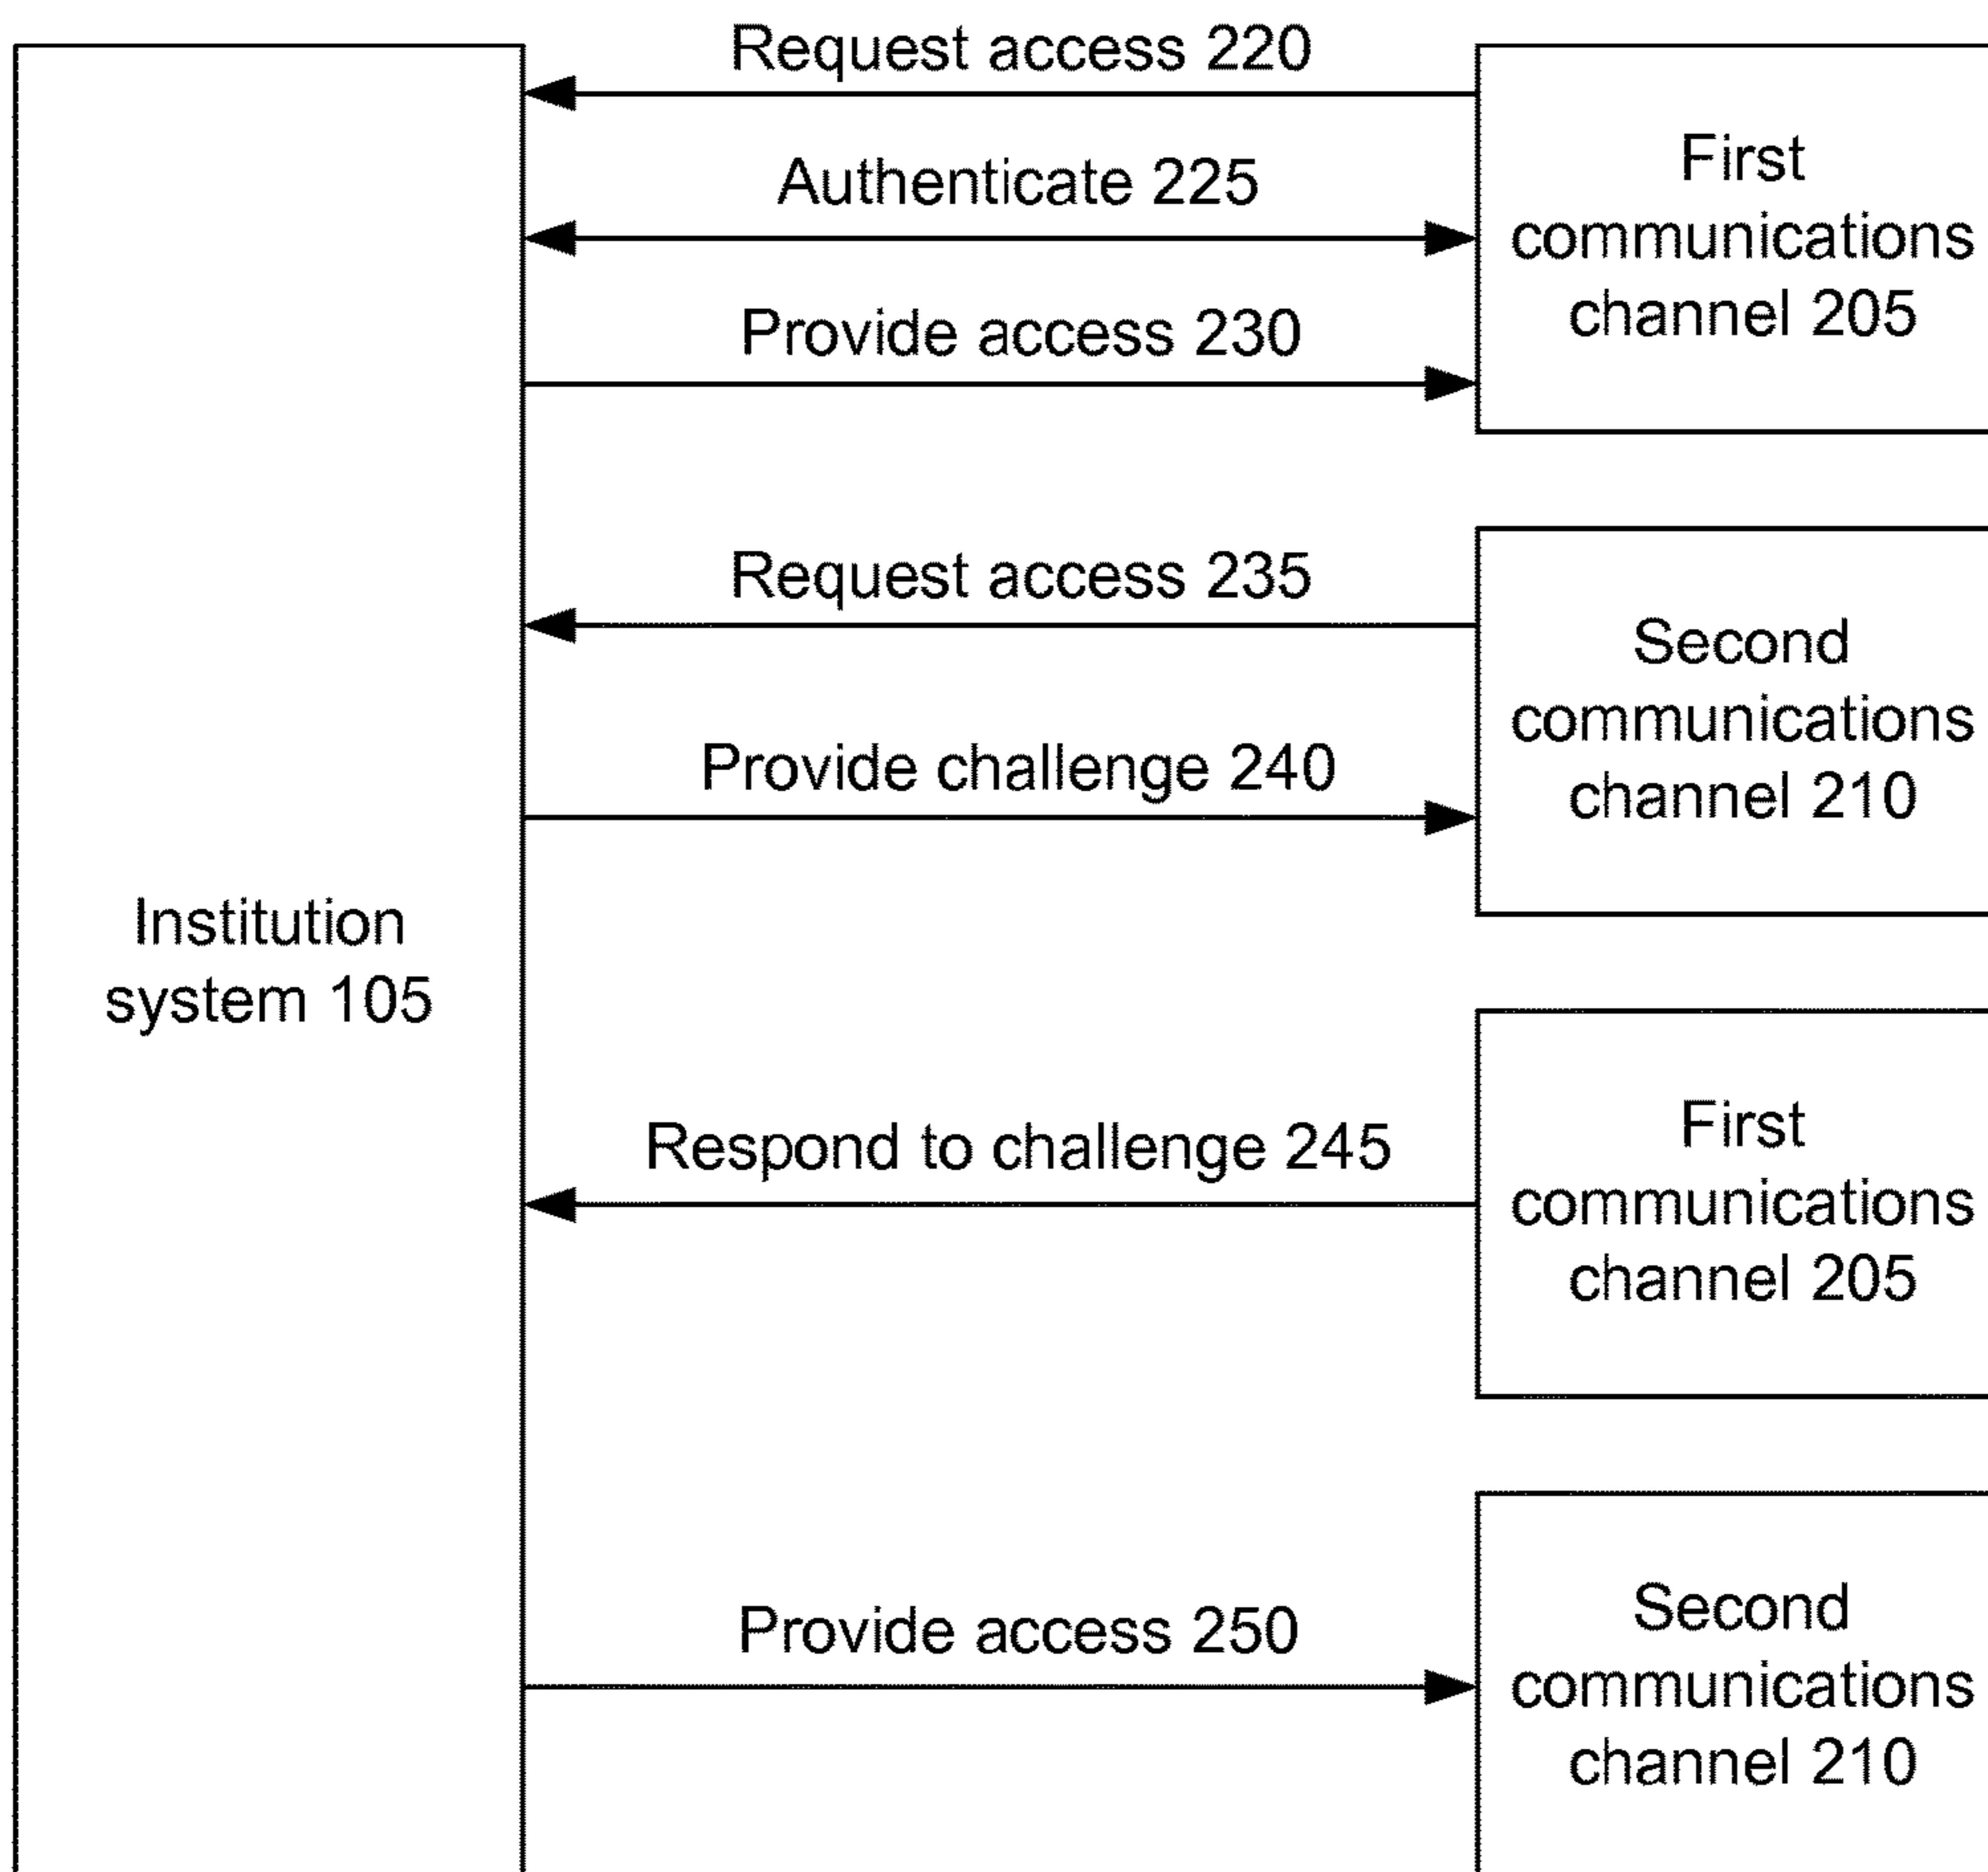 Request access 220
Authenticate 225
Provide access 230
First
communications
channel 205
Request access 235
Provide challenge 240
Second
communications
channel 210
Institution
system 105
Respond to challenge 245
First
communications
channel 205
Provide access 250
Second
communications
channel 210